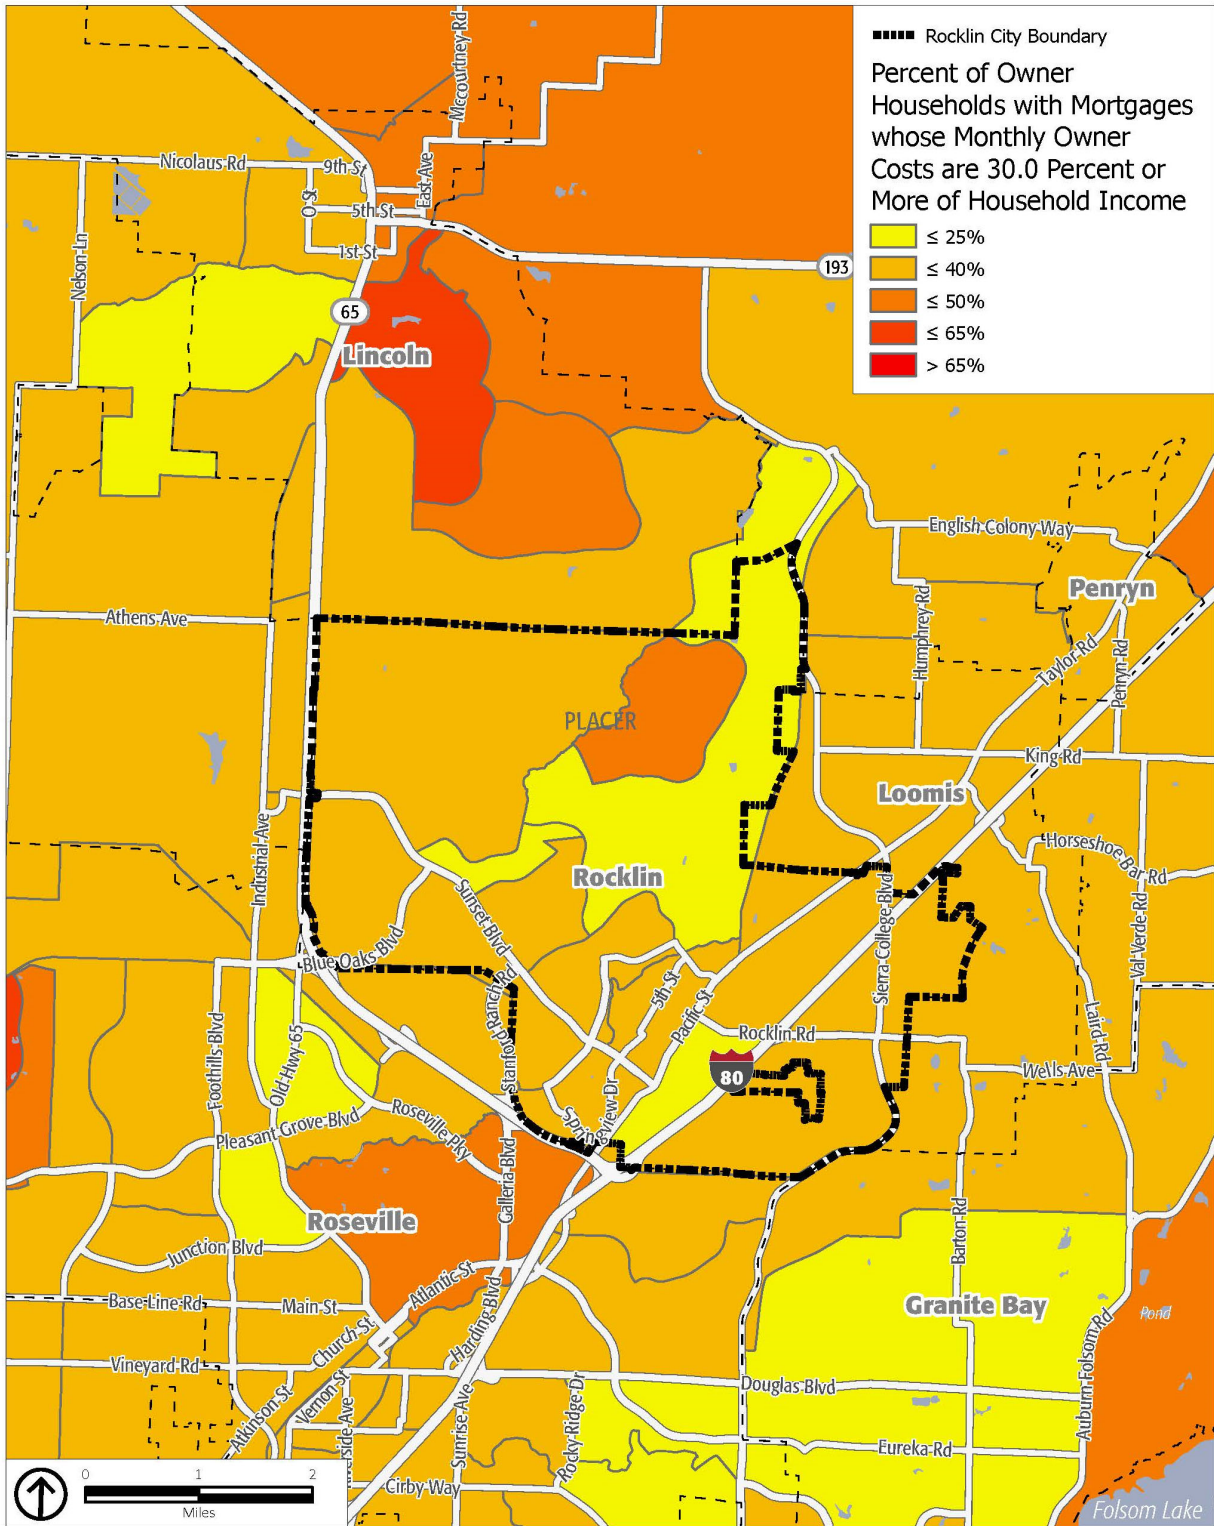 Rocklin City Boundary
Percent of Owner
Households with Mortgages
whose Monthly Owner
Costs are 30.0 Percent or
More of Household Income
≤ 25%
≤ 40%
≤ 50%
≤ 65%
> 65%
Mccourtney Rd
Nicolaus Rd
9th St
East Ave
O St
5th St
1st St
193
Nelson Ln
65
Lincoln
English Colony Way
Penryn
Athens Ave
Humphrey Rd
Taylor Rd
Penryn Rd
PLACER
King Rd
Loomis
Industrial Ave
Horseshoe Bar Rd
Rocklin
Sunset Blvd
Sierra College Blvd
Val Verde Rd
Blue Oaks Blvd
Stanford Ranch Rd
5th St
Pacific St
Rocklin Rd
Laird Rd
Foothills Blvd
Old Hwy 65
80
Wells Ave
Springview Dr
Pleasant Grove Blvd
Roseville Pky
Galleria Blvd
Roseville
Junction Blvd
Barton Rd
Atlantic St
Granite Bay
Base Line Rd
Main St
Pond
Church St
Harding Blvd
Auburn Folsom Rd
Vineyard Rd
Vernon St
Douglas Blvd
Atkinson St
Sunrise Ave
Rocky Ridge Dr
Eureka Rd
erside Ave
Cirby Way
0 1 2
Miles
Folsom Lake